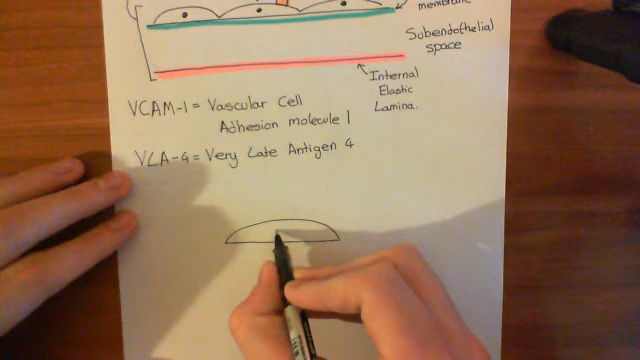 membrane
Subendothelial
space
Internal
Elastic
Lamina.
VCAM-1 = Vascular Cell
Adhesion molecule 1
VLA-4 = Very Late Antigen 4